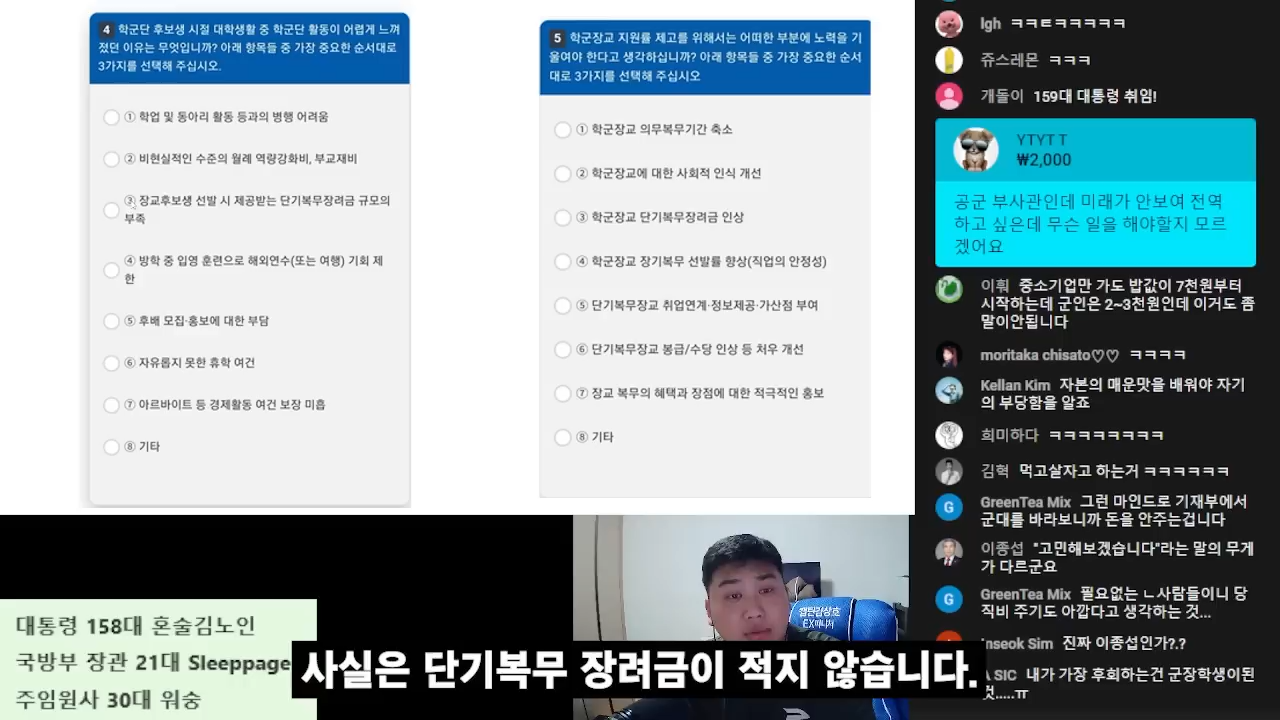 4 학군단 후보생 시절 대학생활 중 학군단 활동이 어렵게 느껴
졌던 이유는 무엇입니까? 아래 항목들 중 가장 중요한 순서대로
3가지를 선택해 주십시오.
① 학업 및 동아리 활동 등과의 병행 어려움
② 비현실적인 수준의 월례 역량강화비, 부교재비
③ 장교후보생 선발 시 제공받는 단기복무장려금 규모의
부족
④ 방학 중 입영 훈련으로 해외연수(또는 여행) 기회 제
한
⑤ 후배 모집·홍보에 대한 부담
⑥ 자유롭지 못한 휴학 여건
⑦ 아르바이트 등 경제활동 여건 보장 미흡
⑧ 기타
5 학군장교 지원률 제고를 위해서는 어떠한 부분에 노력을 기
울여야 한다고 생각하십니까? 아래 항목들 중 가장 중요한 순서
대로 3가지를 선택해 주십시오
① 학군장교 의무복무기간 축소
② 학군장교에 대한 사회적 인식 개선
③ 학군장교 단기복무장려금 인상
④ 학군장교 장기복무 선발률 향상(직업의 안정성)
⑤ 단기복무장교 취업연계·정보제공·가산점 부여
⑥ 단기복무장교 봉급/수당 인상 등 처우 개선
⑦ 장교 복무의 혜택과 장점에 대한 적극적인 홍보
⑧ 기타
lgh ㅋㅋㅌㅋㅋㅋㅋㅋ
쥬스레몬 ㅋㅋㅋ
개돌이 159대 대통령 취임!
YTYT T
₩2,000
공군 부사관인데 미래가 안보여 전역
하고 싶은데 무슨 일을 해야할지 모르
겠어요
이훠 중소기업만 가도 밥값이 7천원부터
시작하는데 군인은 2~3천원인데 이거도 좀
말이안됩니다
moritaka chisato♡♡ ㅋㅋㅋㅋ
Kellan Kim 자본의 매운맛을 배워야 자기
의 부당함을 알죠
희미하다 ㅋㅋㅋㅋㅋㅋㅋㅋ
김혁 먹고살자고 하는거 ㅋㅋㅋㅋㅋㅋ
G GreenTea Mix 그런 마인드로 기재부에서
군대를 바라보니까 돈을 안주는겁니다
이종섭 "고민해보겠습니다"라는 말의 무게
가 다르군요
G GreenTea Mix 필요없는 ㄴ사람들이니 당
직비 주기도 아깝다고 생각하는 것...
Inseok Sim 진짜 이종섭인가?.?
SIC 내가 가장 후회하는건 군장학생이된
것.....ㅠ
캡틴김상호
EX매니저
대통령 158대 혼술김노인
국방부 장관 21대 Sleeppage
주임원사 30대 워숭
사실은 단기복무 장려금이 적지 않습니다.